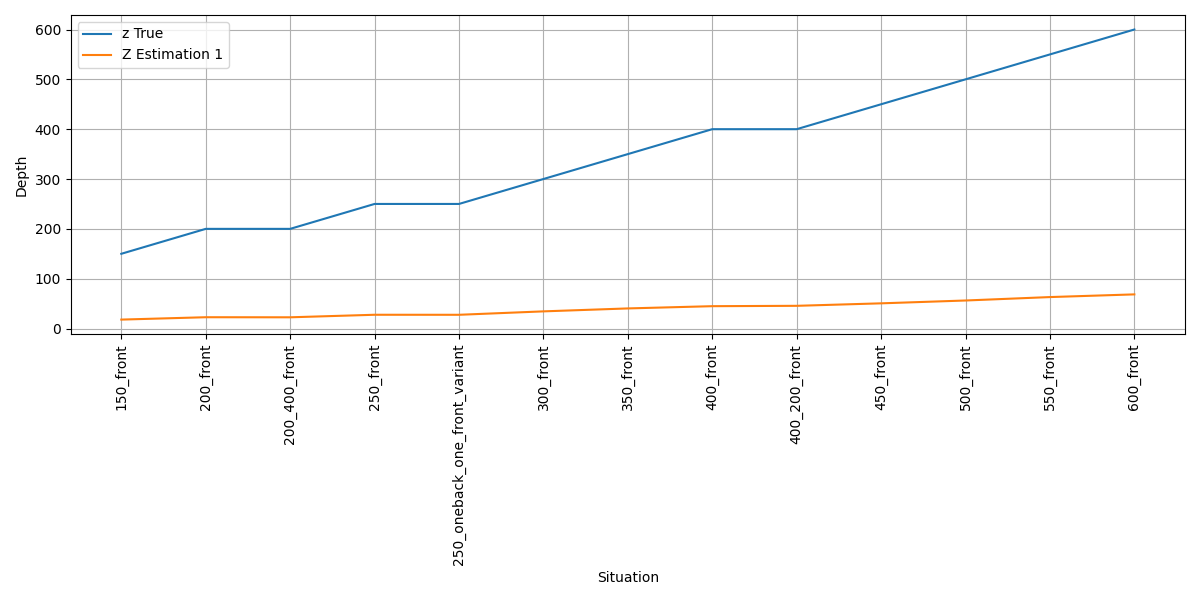 z True
Z Estimation 1
600
500
400
300
200
100
0
Depth
150_front
200_front
200_400_front
250_front
250_oneback_one_front_variant
300_front
350_front
400_front
400_200_front
450_front
500_front
550_front
600_front
Situation